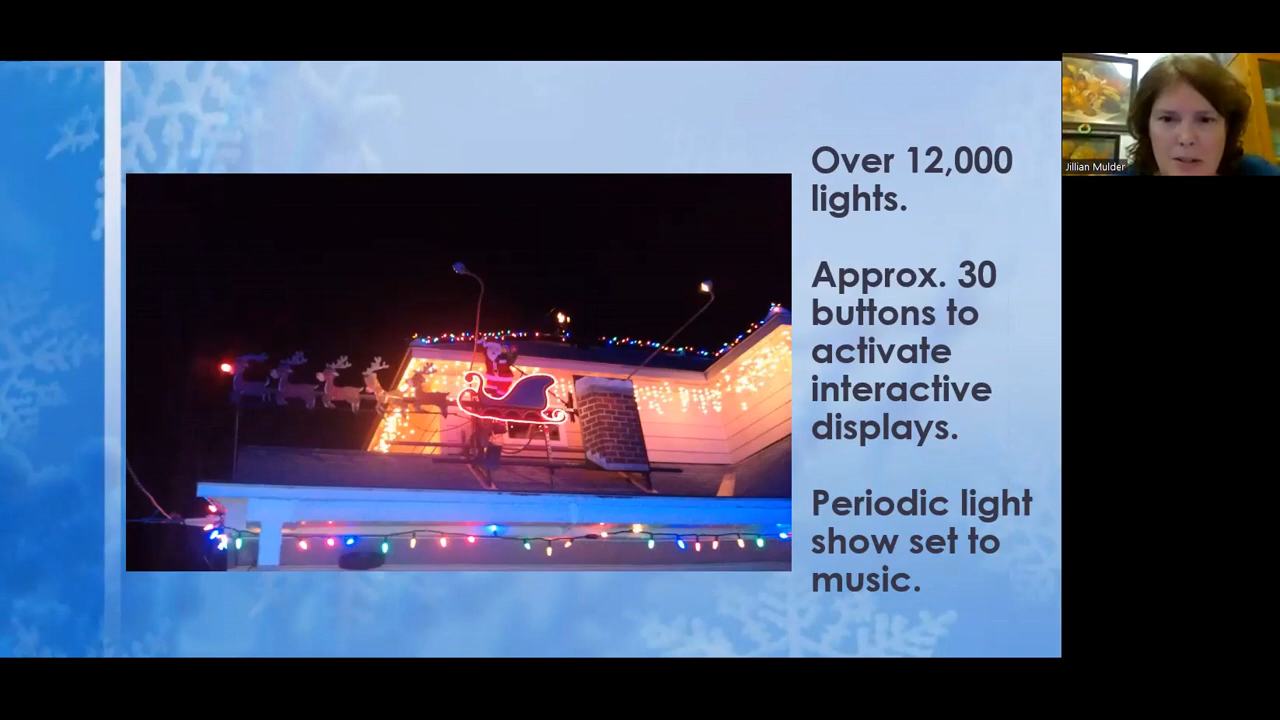 Over 12,000
lights.
Approx. 30
buttons to
activate
interactive
displays.
Periodic light
show set to
music.
Jillian Mulder